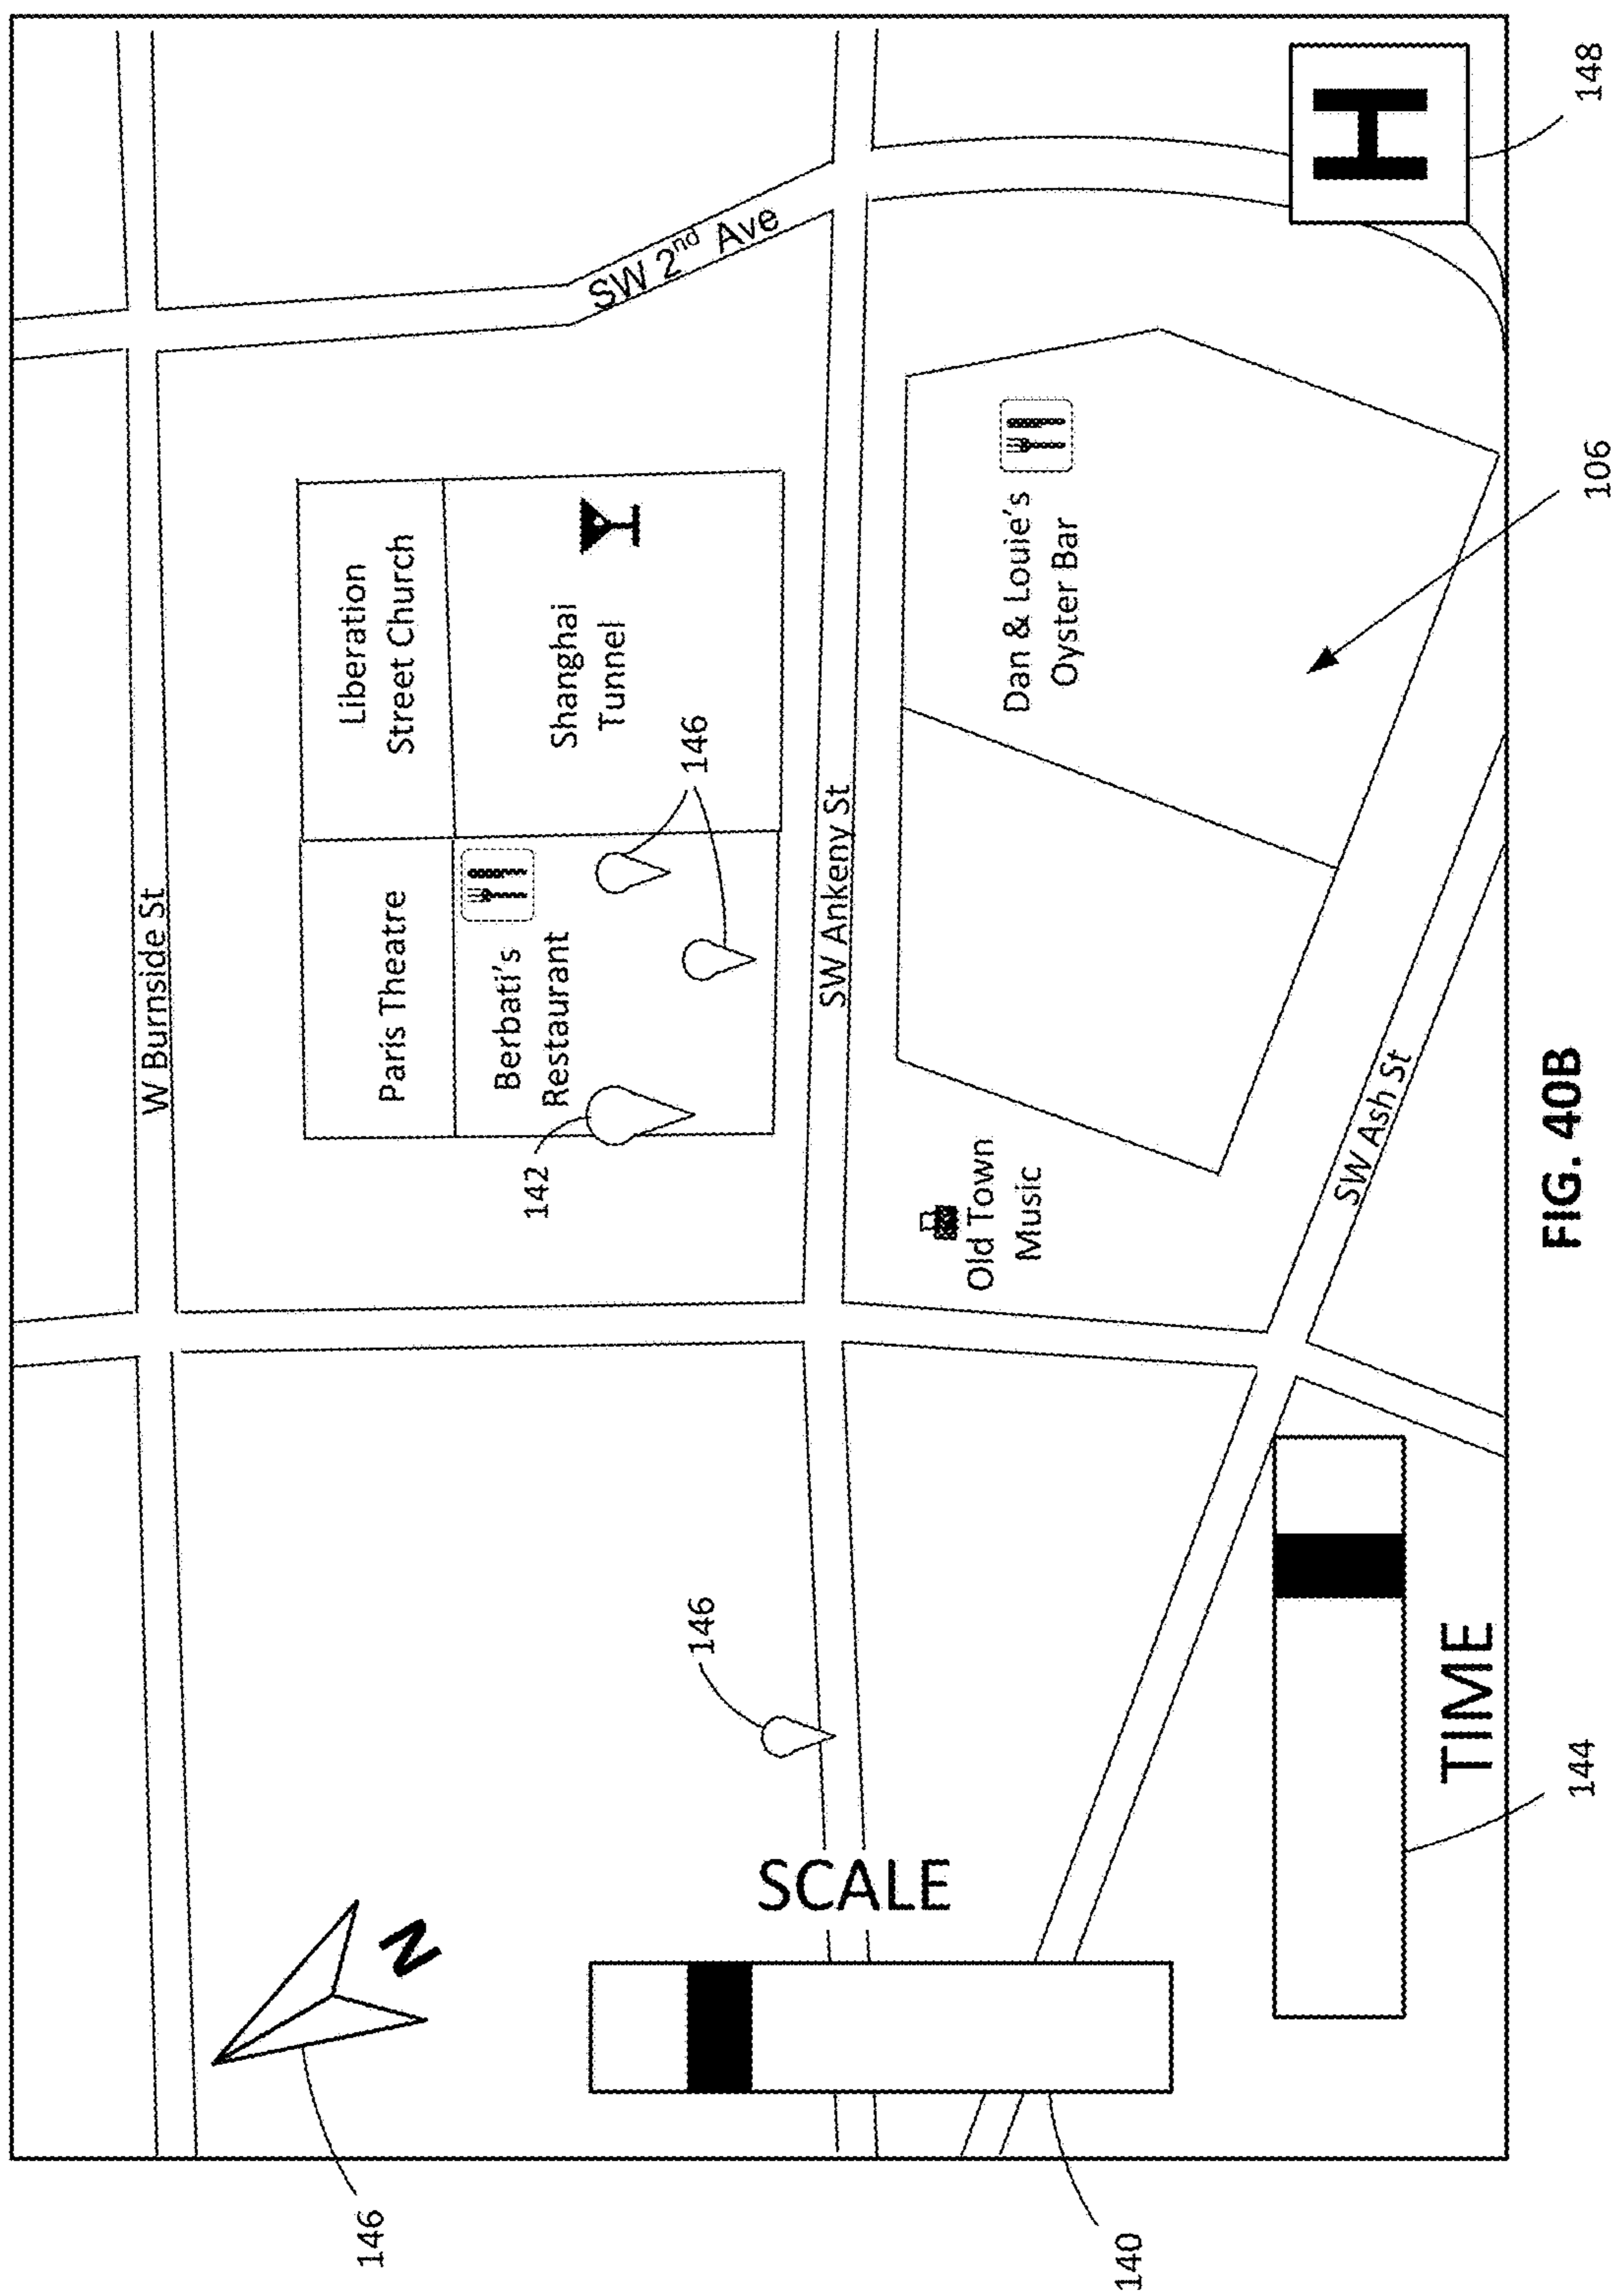 W Burnside St
146
N
Paris Theatre
Liberation
Street Church
Berbati's
Restaurant
142
Shanghai
Tunnel
SW 2nd Ave
146
146
SCALE
SW Ankeny St
Old Town
Music
Dan & Louie's
Oyster Bar
140
SW Ash St
H
TIME
144
106
148
FIG. 40B